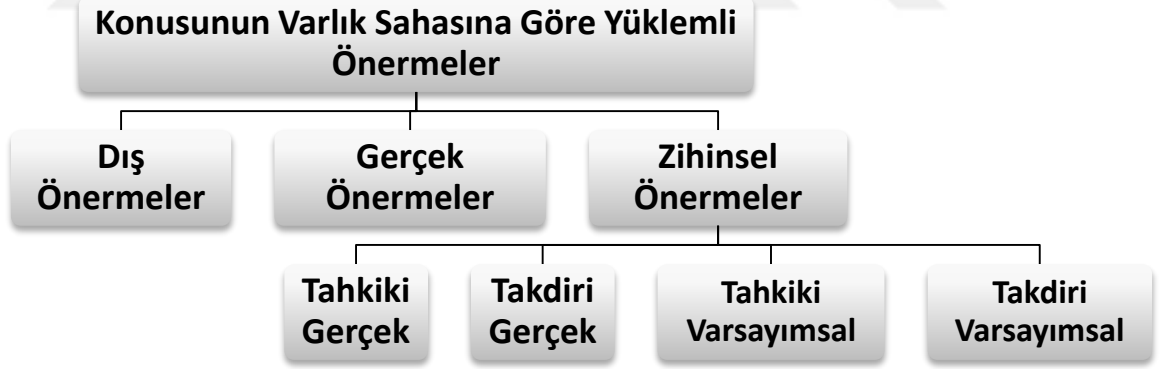 Konusunun Varlık Sahasına Göre Yüklemli
Önermeler
Dış
Önermeler
Gerçek
Önermeler
Zihinsel
Önermeler
Tahkiki
Gerçek
Takdiri
Gerçek
Tahkiki
Varsayımsal
Takdiri
Varsayımsal